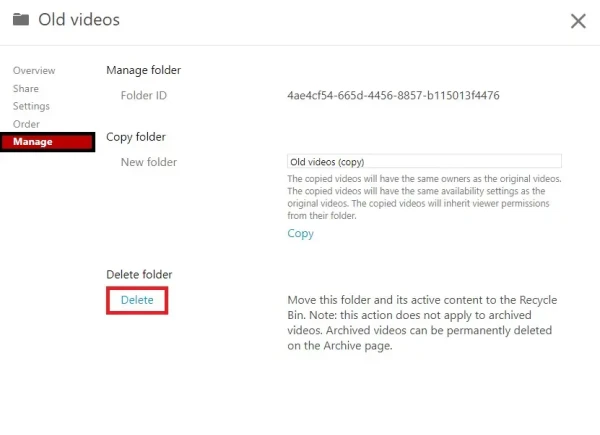 Old videos
Overview
Share
Settings
Order
Manage
Manage folder
Folder ID 4ae4cf54-665d-4456-8857-b115013f4476
Copy folder
New folder Old videos (copy)
The copied videos will have the same owners as the original videos.
The copied videos will have the same availability settings as the
original videos. The copied videos will inherit viewer permissions
from their folder.
Copy
Delete folder
Delete
Move this folder and its active content to the Recycle
Bin. Note: this action does not apply to archived
videos. Archived videos can be permanently deleted
on the Archive page.